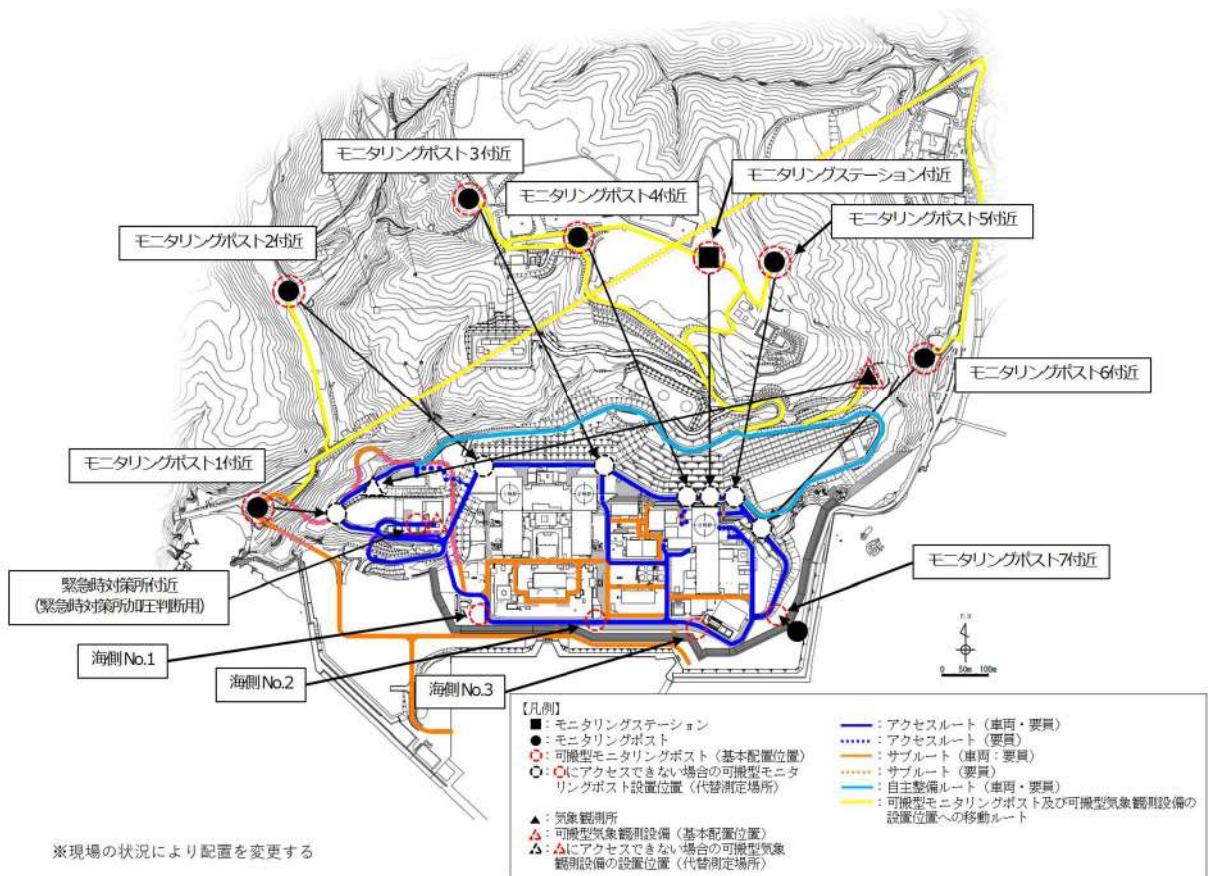 モニタリングポスト3付近
モニタリングポスト4付近
モニタリングステーション付近
モニタリングポスト5付近
モニタリングポスト2付近
モニタリングポスト6付近
モニタリングポスト1付近
モニタリングポスト7付近
緊急時対策所付近
(緊急時対策所加圧判断用)
海側No.1
海側No.2
海側No.3
P.N
0 50m 100m
【凡例】
■:モニタリングステーション
●:モニタリングポスト
:可搬型モニタリングポスト(基本配置位置)
:にアクセスできない場合の可搬型モニタ
リングポスト設置位置(代替測定場所)
▲:気象観測所
:可搬型気象観測設備(基本配置位置)
:にアクセスできない場合の可搬型気象
観測設備の設置位置(代替測定場所)
:アクセスルート(車両・要員)
:アクセスルート(要員)
:サブルート(車両:要員)
:サブルート(要員)
:自主整備ルート(車両・要員)
:可搬型モニタリングポスト及び可搬型気象観測設備の
設置位置への移動ルート
※現場の状況により配置を変更する